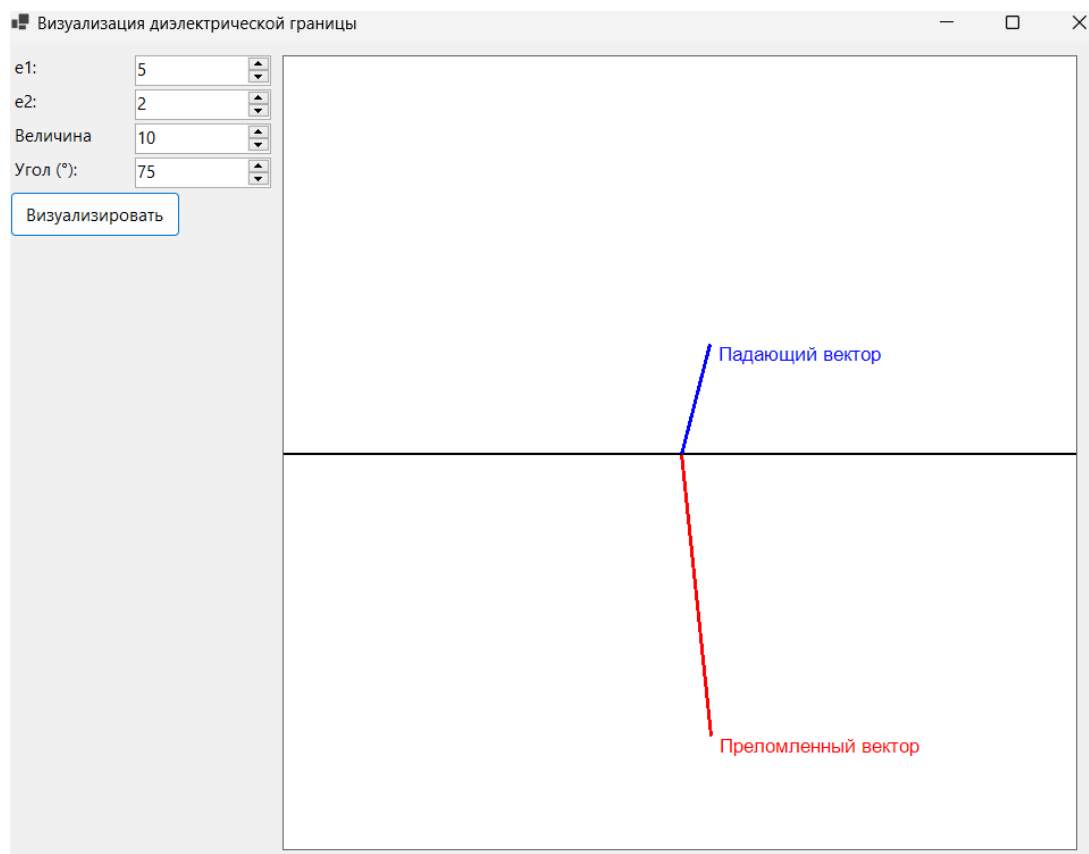 Визуализация диэлектрической границы
e1: 5
e2: 2
Величина 10
Угол (°): 75
Визуализировать
Падающий вектор
Преломленный вектор